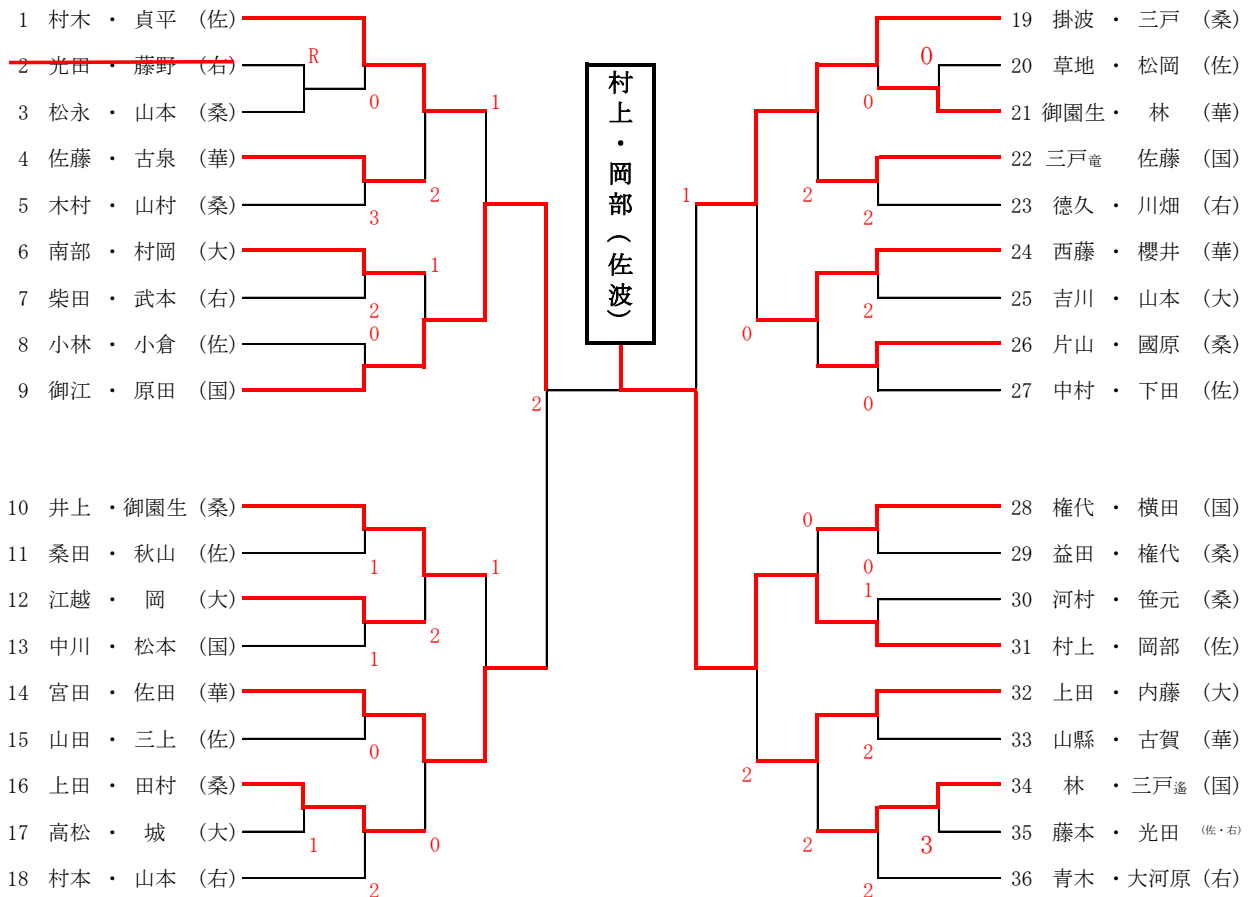 1 村木 ・ 貞平 (佐)
2 光田 ・ 藤野 (右)
R
3 松永 ・ 山本 (桑)
0
1
4 佐藤 ・ 古泉 (華)
5 木村 ・ 山村 (桑)
3
2
6 南部 ・ 村岡 (大)
1
7 柴田 ・ 武本 (右)
2
8 小林 ・ 小倉 (佐)
0
9 御江 ・ 原田 (国)
2
10 井上 ・御園生 (桑)
11 桑田 ・ 秋山 (佐)
1
1
12 江越 ・ 岡 (大)
13 中川 ・ 松本 (国)
1
2
14 宮田 ・ 佐田 (華)
15 山田 ・ 三上 (佐)
0
16 上田 ・ 田村 (桑)
17 高松 ・ 城 (大)
1
0
18 村本 ・ 山本 (右)
2
村上・岡部(佐波)
19 掛波 ・ 三戸 (桑)
0
20 草地 ・ 松岡 (佐)
0
21 御園生・ 林 (華)
22 三戸竜 佐藤 (国)
1
2
2
23 德久 ・ 川畑 (右)
24 西藤 ・ 櫻井 (華)
2
25 吉川 ・ 山本 (大)
0
26 片山 ・ 國原 (桑)
0
27 中村 ・ 下田 (佐)
28 権代 ・ 横田 (国)
0
29 益田 ・ 権代 (桑)
0
1
30 河村 ・ 笹元 (桑)
31 村上 ・ 岡部 (佐)
32 上田 ・ 内藤 (大)
33 山縣 ・ 古賀 (華)
2
2
34 林 ・三戸遙 (国)
35 藤本 ・ 光田 (佐・右)
2
3
36 青木 ・大河原 (右)
2